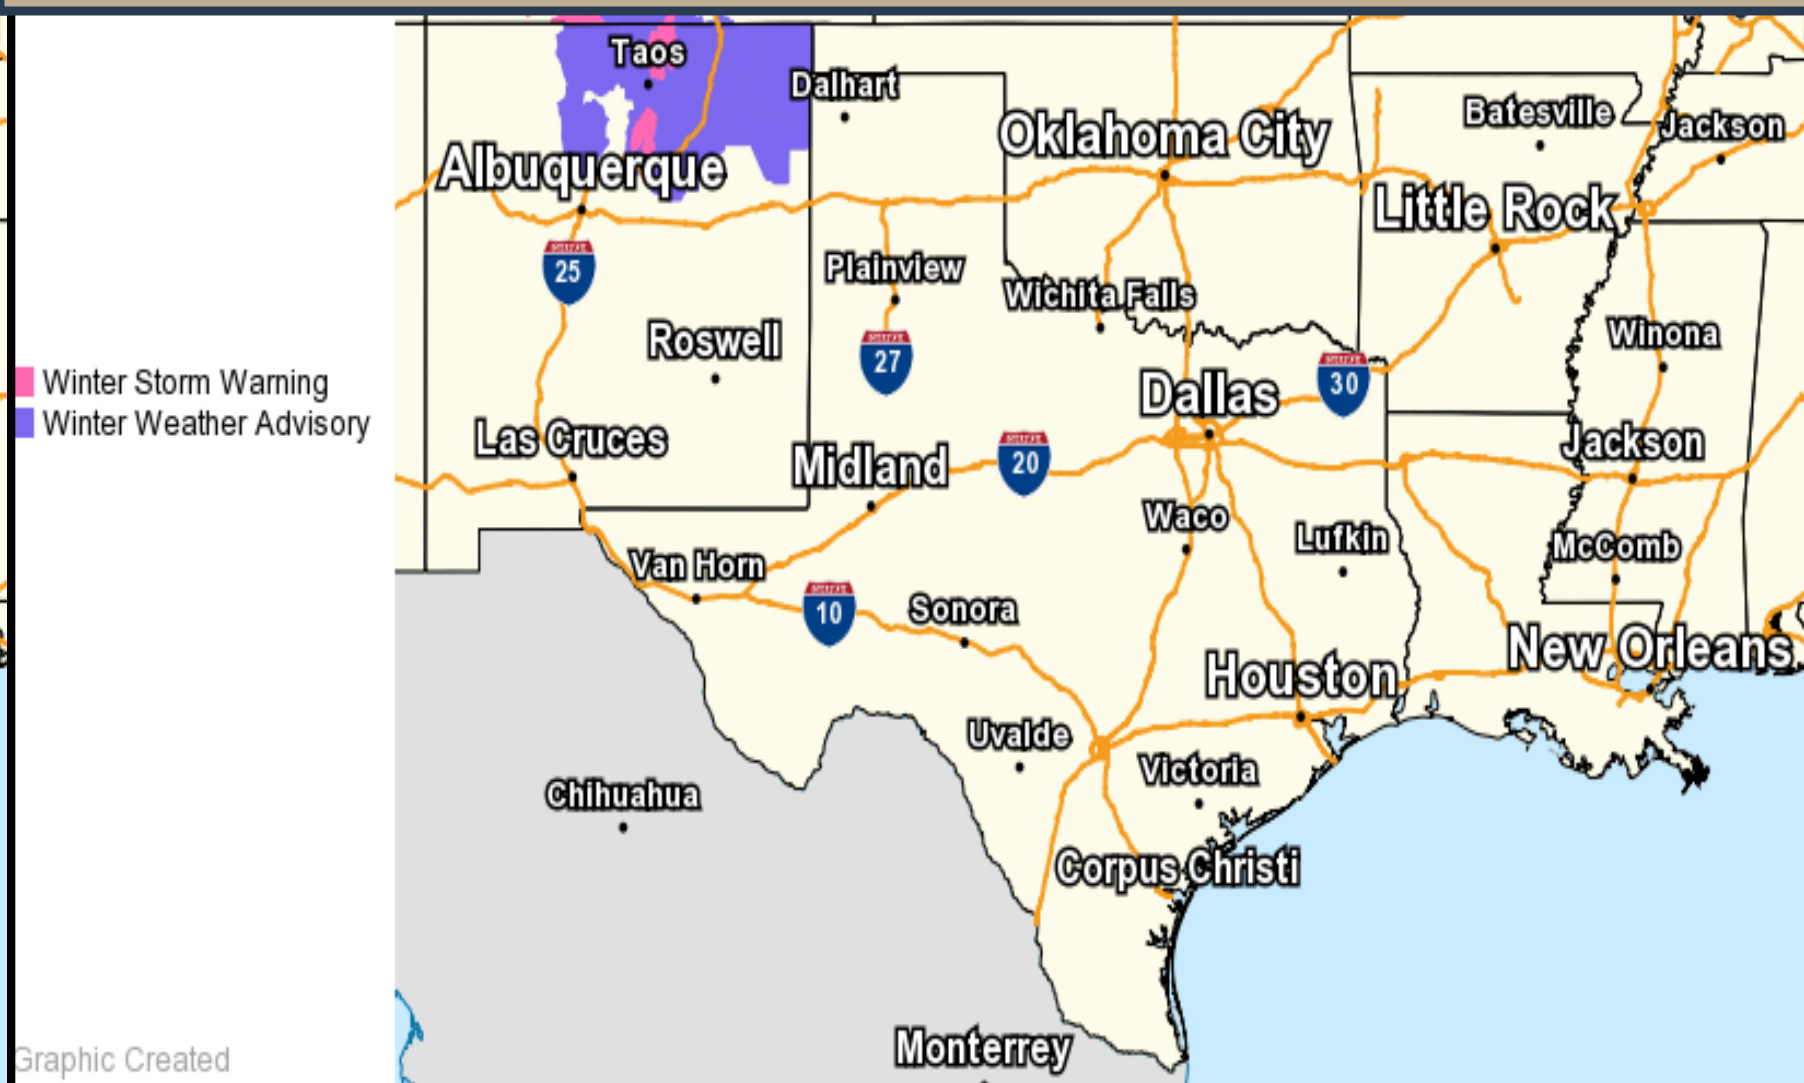 Winter Storm Warning
Winter Weather Advisory
Graphic Created
Taos
Dalhart
Oklahoma City
Batesville
Jackson
Albuquerque
Little Rock
25
Plainview
Wichita Falls
Roswell
27
Winona
30
Dallas
Las Cruces
Midland
20
Jackson
Waco
Lufkin
McComb
Van Horn
10
Sonora
New Orleans
Houston
Uvalde
Victoria
Chihuahua
Corpus Christi
Monterrey